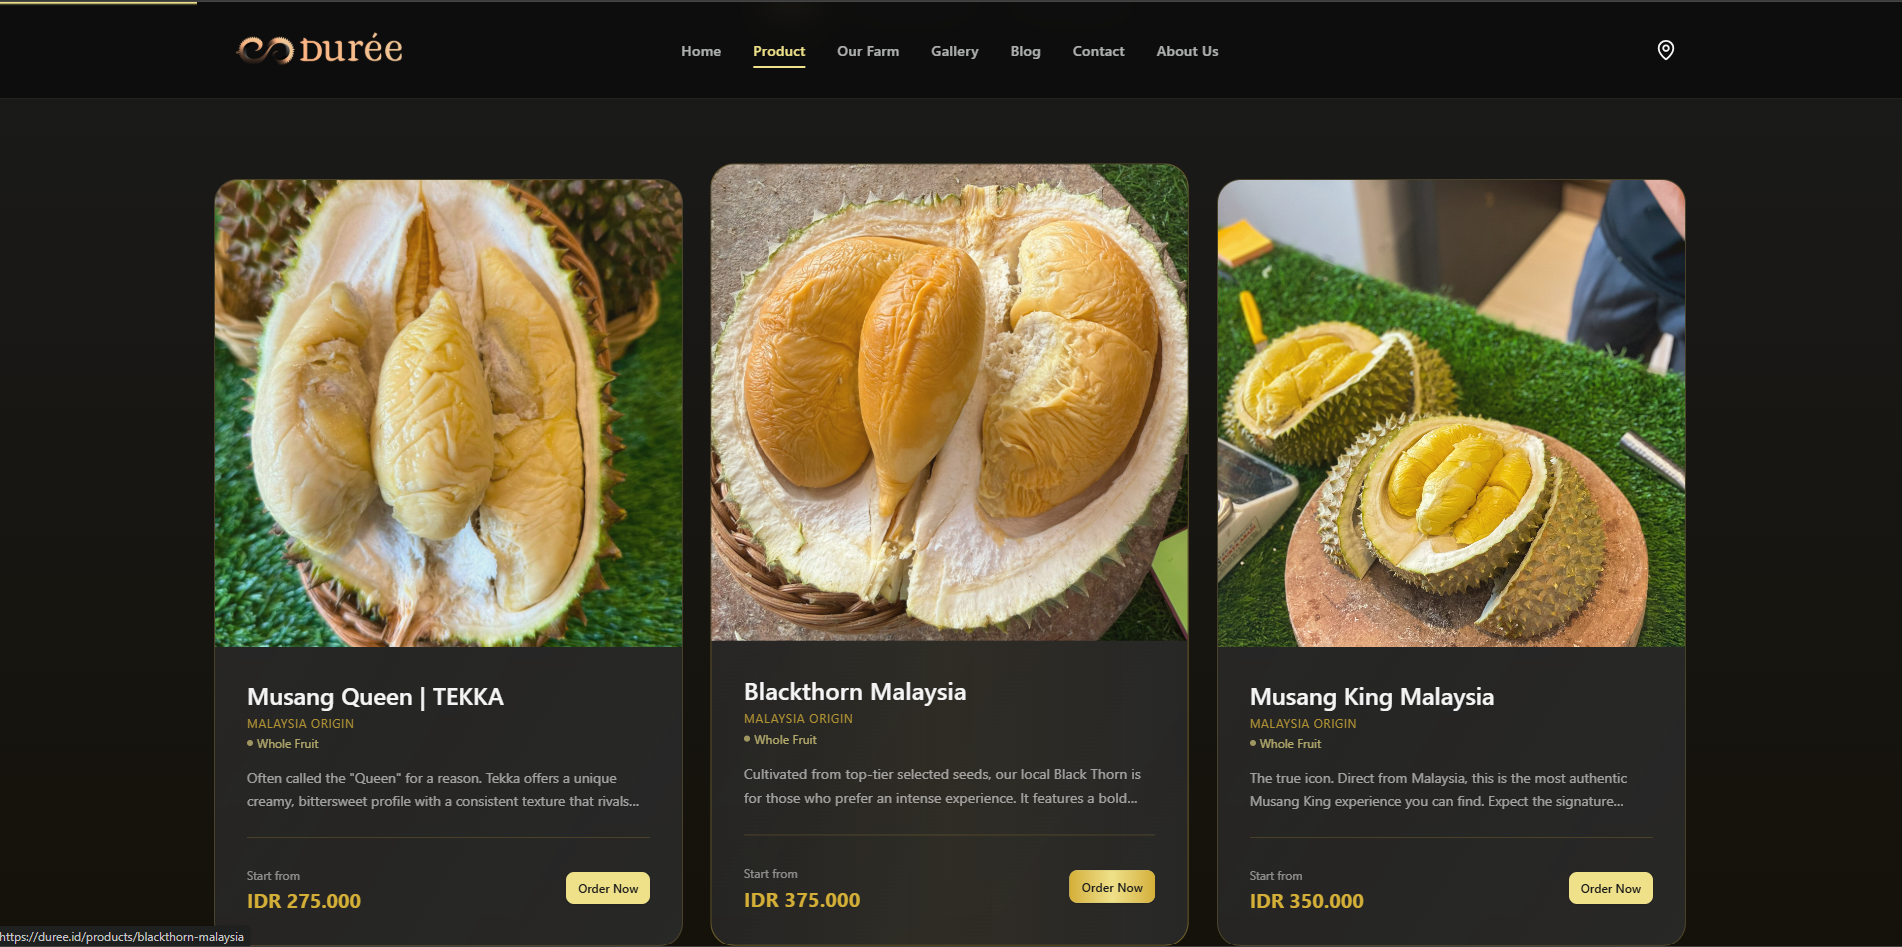 Durée
Home
Product
Our Farm
Gallery
Blog
Contact
About Us
Musang Queen | TEKKA
MALAYSIA ORIGIN
Whole Fruit
Often called the "Queen" for a reason. Tekka offers a unique
creamy, bittersweet profile with a consistent texture that rivals...
Start from
IDR 275.000
Order Now
Blackthorn Malaysia
MALAYSIA ORIGIN
Whole Fruit
Cultivated from top-tier selected seeds, our local Black Thorn is
for those who prefer an intense experience. It features a bold...
Start from
IDR 375.000
Order Now
Musang King Malaysia
MALAYSIA ORIGIN
Whole Fruit
The true icon. Direct from Malaysia, this is the most authentic
Musang King experience you can find. Expect the signature...
Start from
IDR 350.000
Order Now
https://duree.id/products/blackthorn-malaysia